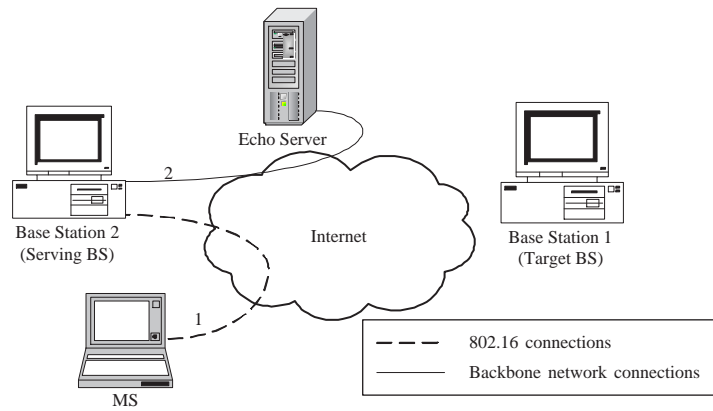 Echo Server
2
Base Station 2
(Serving BS)
Internet
Base Station 1
(Target BS)
1
MS
802.16 connections
Backbone network connections